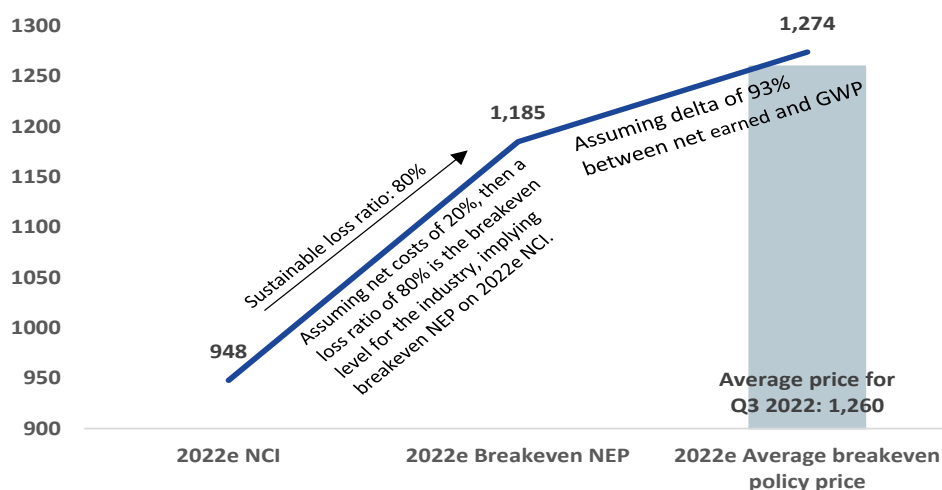 1300
1250
1200
1150
1100
1050
1000
950
900
948
1,185
1,274
Sustainable loss ratio: 80%
Assuming net costs of 20%, then a
loss ratio of 80% is the breakeven
level for the industry, implying
breakeven NEP on 2022e NCI.
Assuming delta of 93%
between net earned and GWP
Average price for
Q3 2022: 1,260
2022e NCI
2022e Breakeven NEP
2022e Average breakeven
policy price